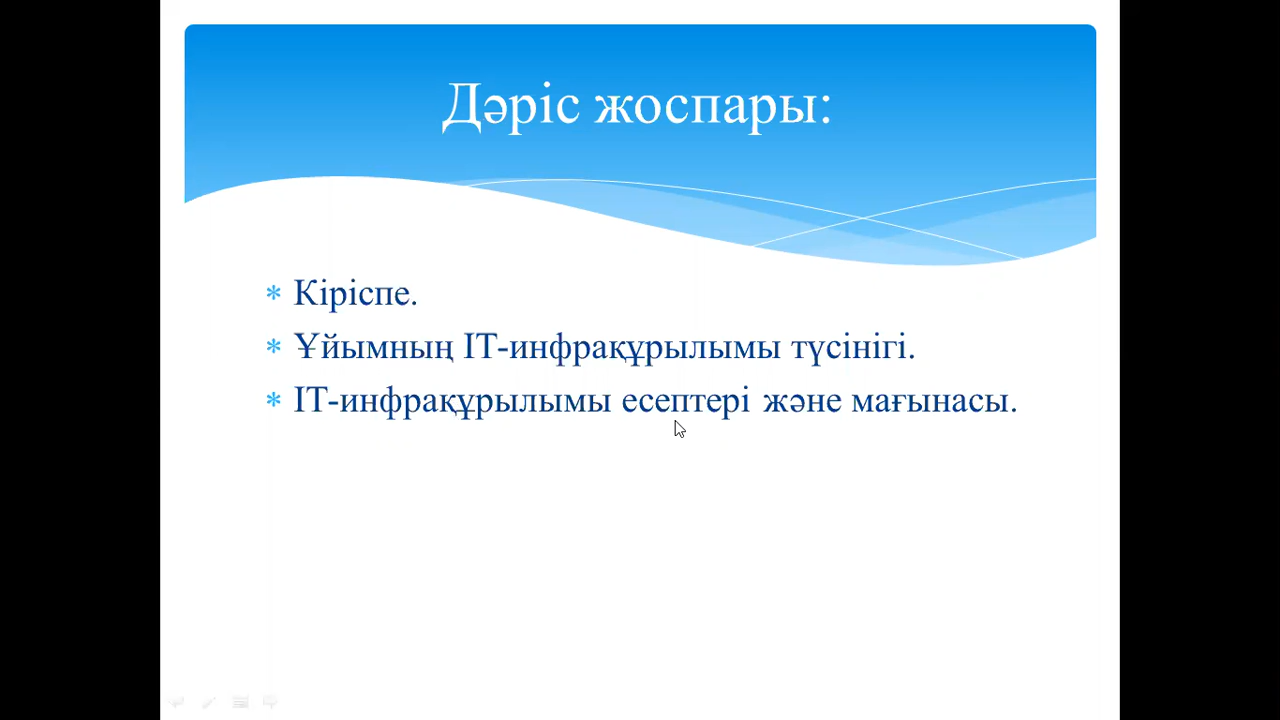 Дәріс жоспары:
* Кіріспе.
* Ұйымның IT-инфрақұрылымы түсінігі.
* IT-инфрақұрылымы есептері және мағынасы.